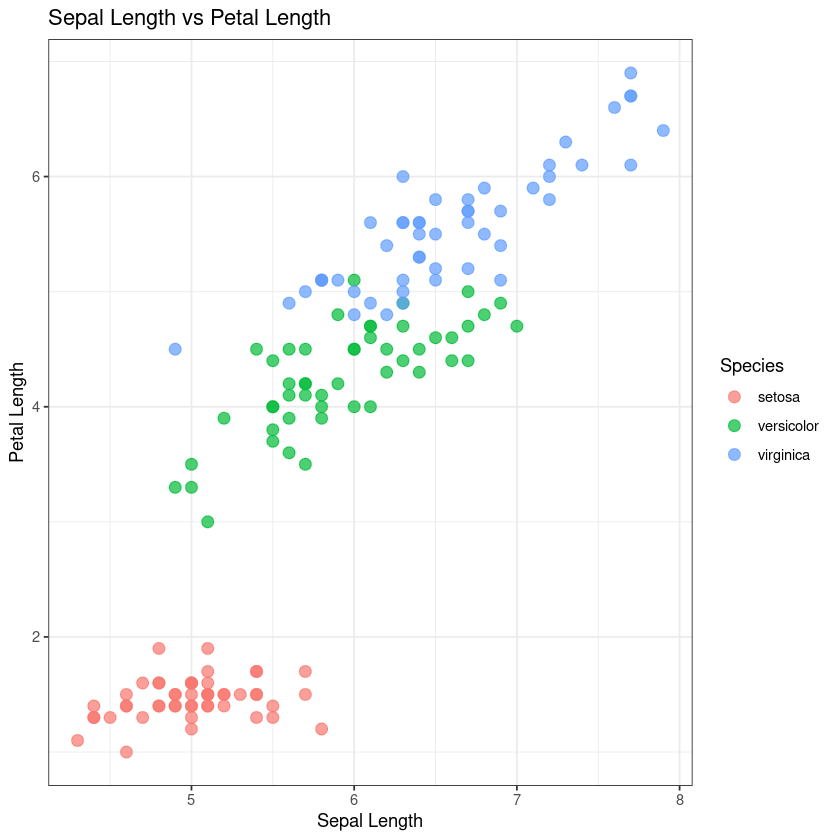 Sepal Length vs Petal Length
6
4
2
Petal Length
5 6 7 8
Sepal Length
Species
setosa
versicolor
virginica